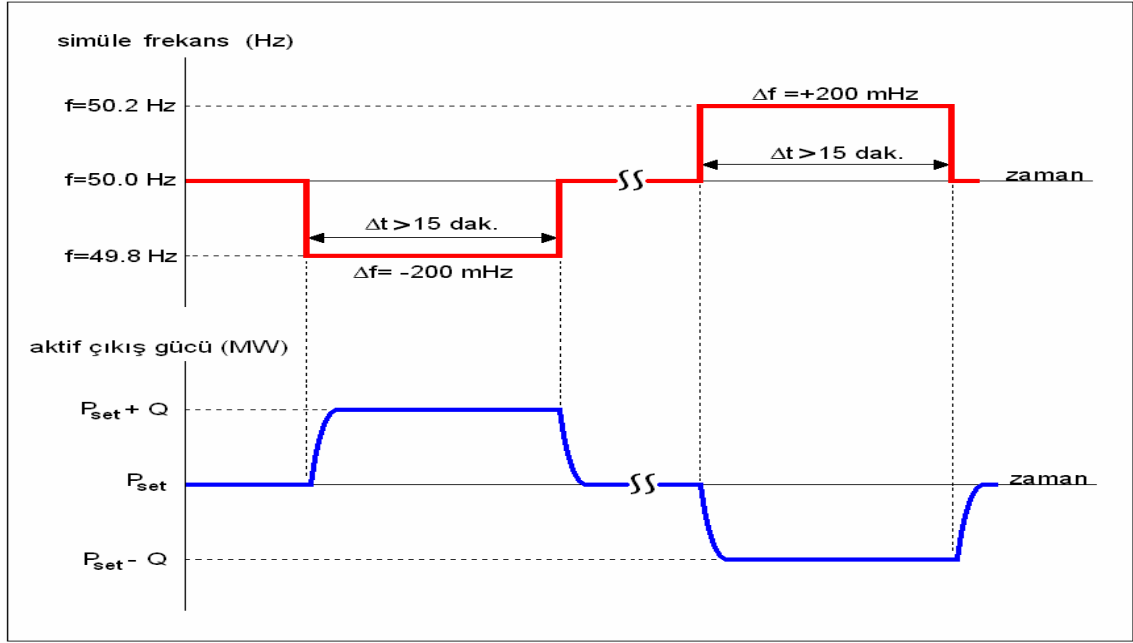 simüle frekans (Hz)
f=50.2 Hz
Δf =+200 mHz
Δt>15 dak.
f=50.0 Hz
zaman
Δt>15 dak.
f=49.8 Hz
Δf= -200 mHz
aktif çıkış gücü (MW)
Pset+ Q
Pset
zaman
Pset- Q